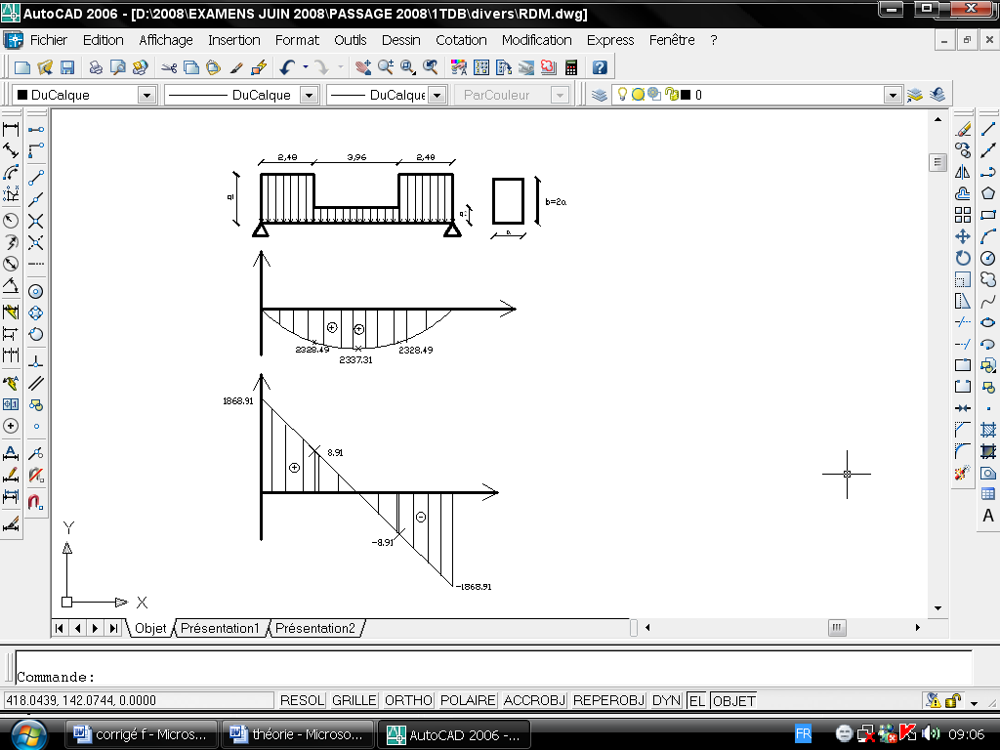 AutoCAD 2006 - [D:\2008\EXAMENS JUIN 2008\PASSAGE 2008\1TDB\divers\RDM.dwg]
Fichier Edition Affichage Insertion Format Outils Dessin Cotation Modification Express Fenêtre ?
DuCalque DuCalque DuCalque ParCouleur 0
2,48 3,96 2,48
q1
q2
b=2a
a
2328.49 2328.49
2337.31
1868.91
8.91
-8.91
-1868.91
Y
X
A
A
Objet Présentation1 Présentation2
Commande:
418.0439, 142.0744, 0.0000 RESOL GRILLE ORTHO POLAIRE ACCROBJ REPEROBJ DYN EL OBJET
corrigé f - Micros... théorie - Microso... AutoCAD 2006 -... FR 09:06